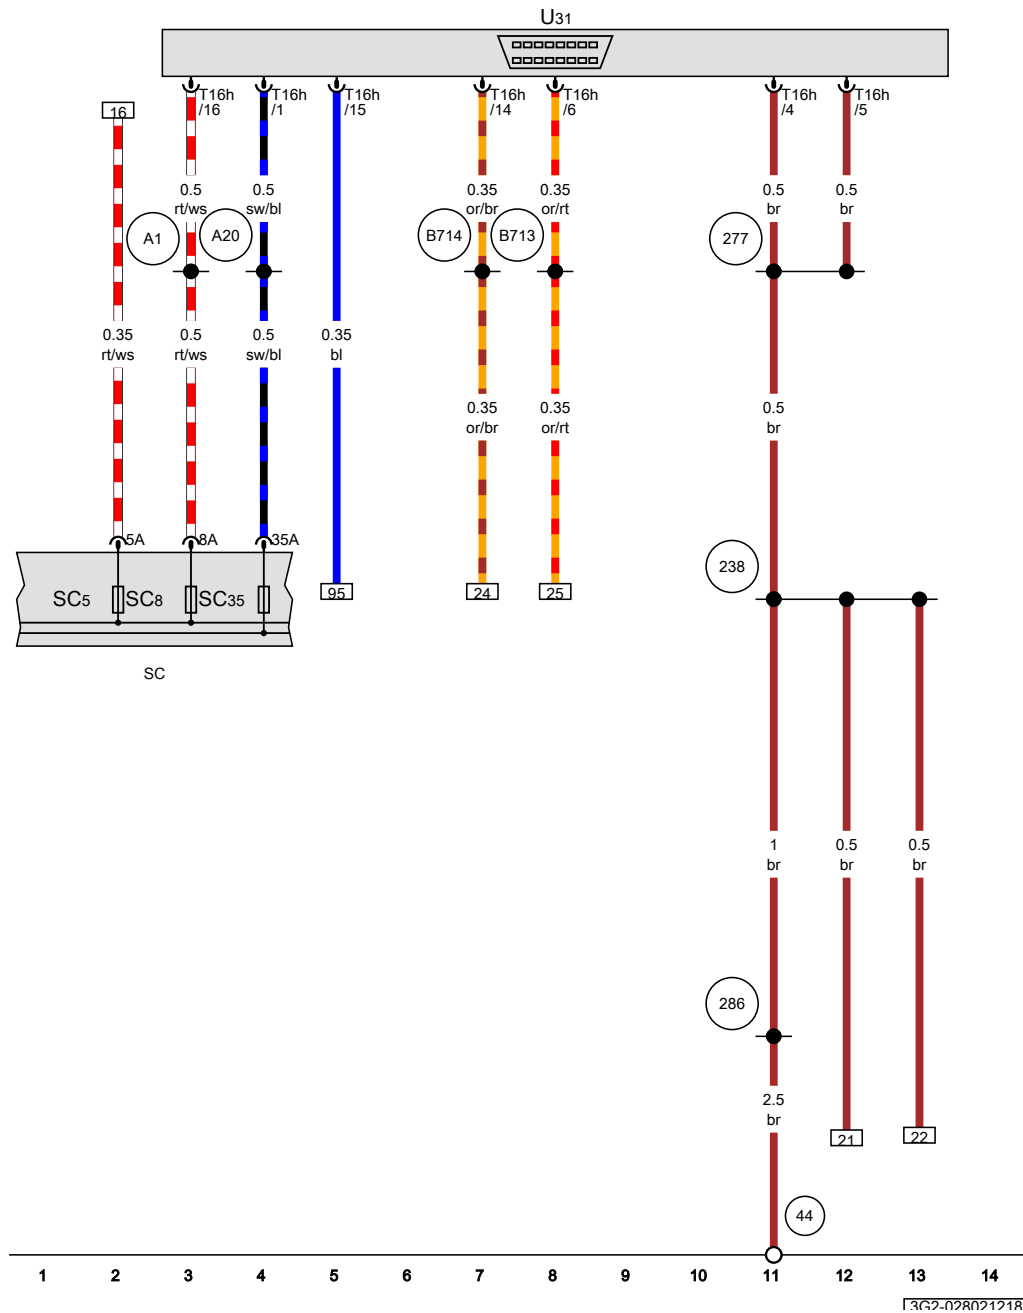 U31
T16h T16h T16h T16h T16h T16h T16h
/16 /1 /15 /14 /6 /4 /5
16
0.5 0.5 0.35 0.35 0.5 0.5
rt/ws sw/bl or/br or/rt br br
A1 A20 B714 B713 277
0.35 0.5 0.5 0.35
rt/ws rt/ws sw/bl bl
0.35 0.35 0.5
or/br or/rt br
5A 8A 35A
238
SC5 SC8 SC35 95 24 25
SC
1 0.5 0.5
br br br
286
2.5
br
21 22
44
1 2 3 4 5 6 7 8 9 10 11 12 13 14
3G2-028021218